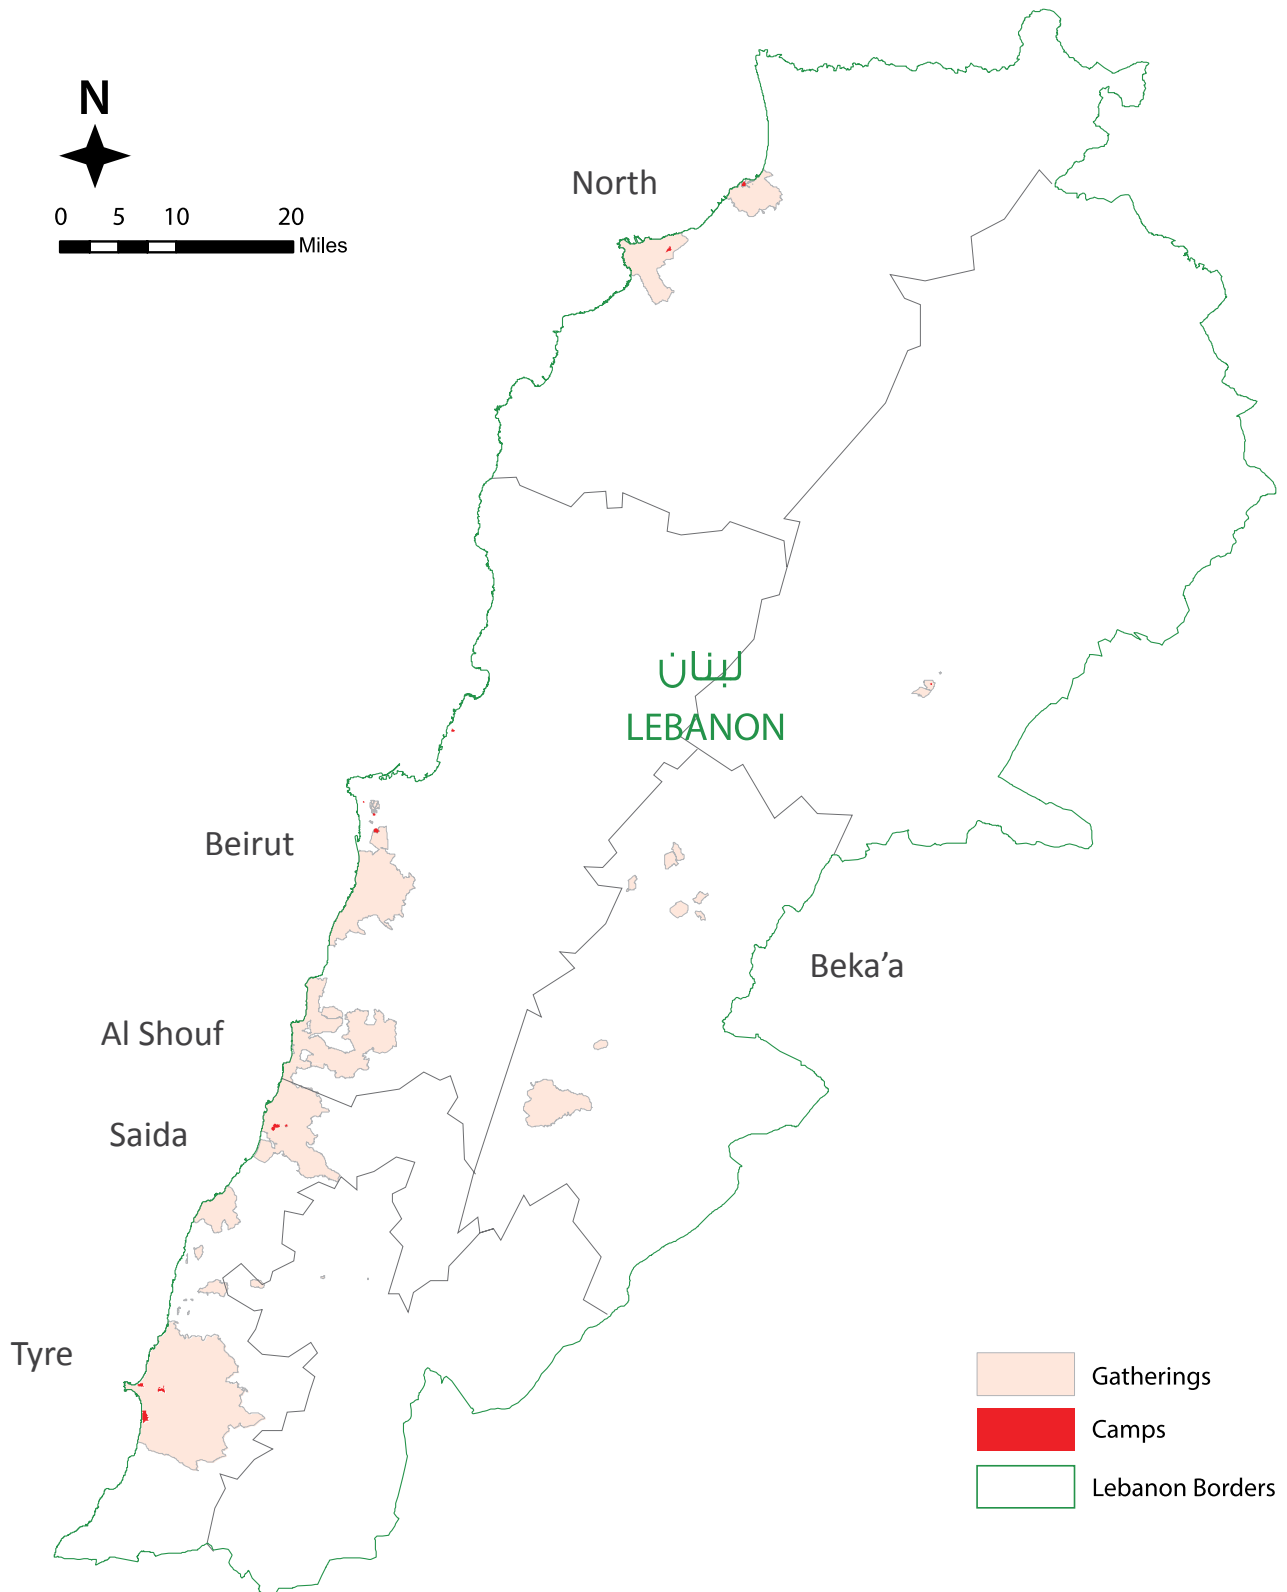 N
0 5 10 20
Miles
North
لبنان
LEBANON
Beirut
Beka’a
Al Shouf
Saida
Tyre
Gatherings
Camps
Lebanon Borders